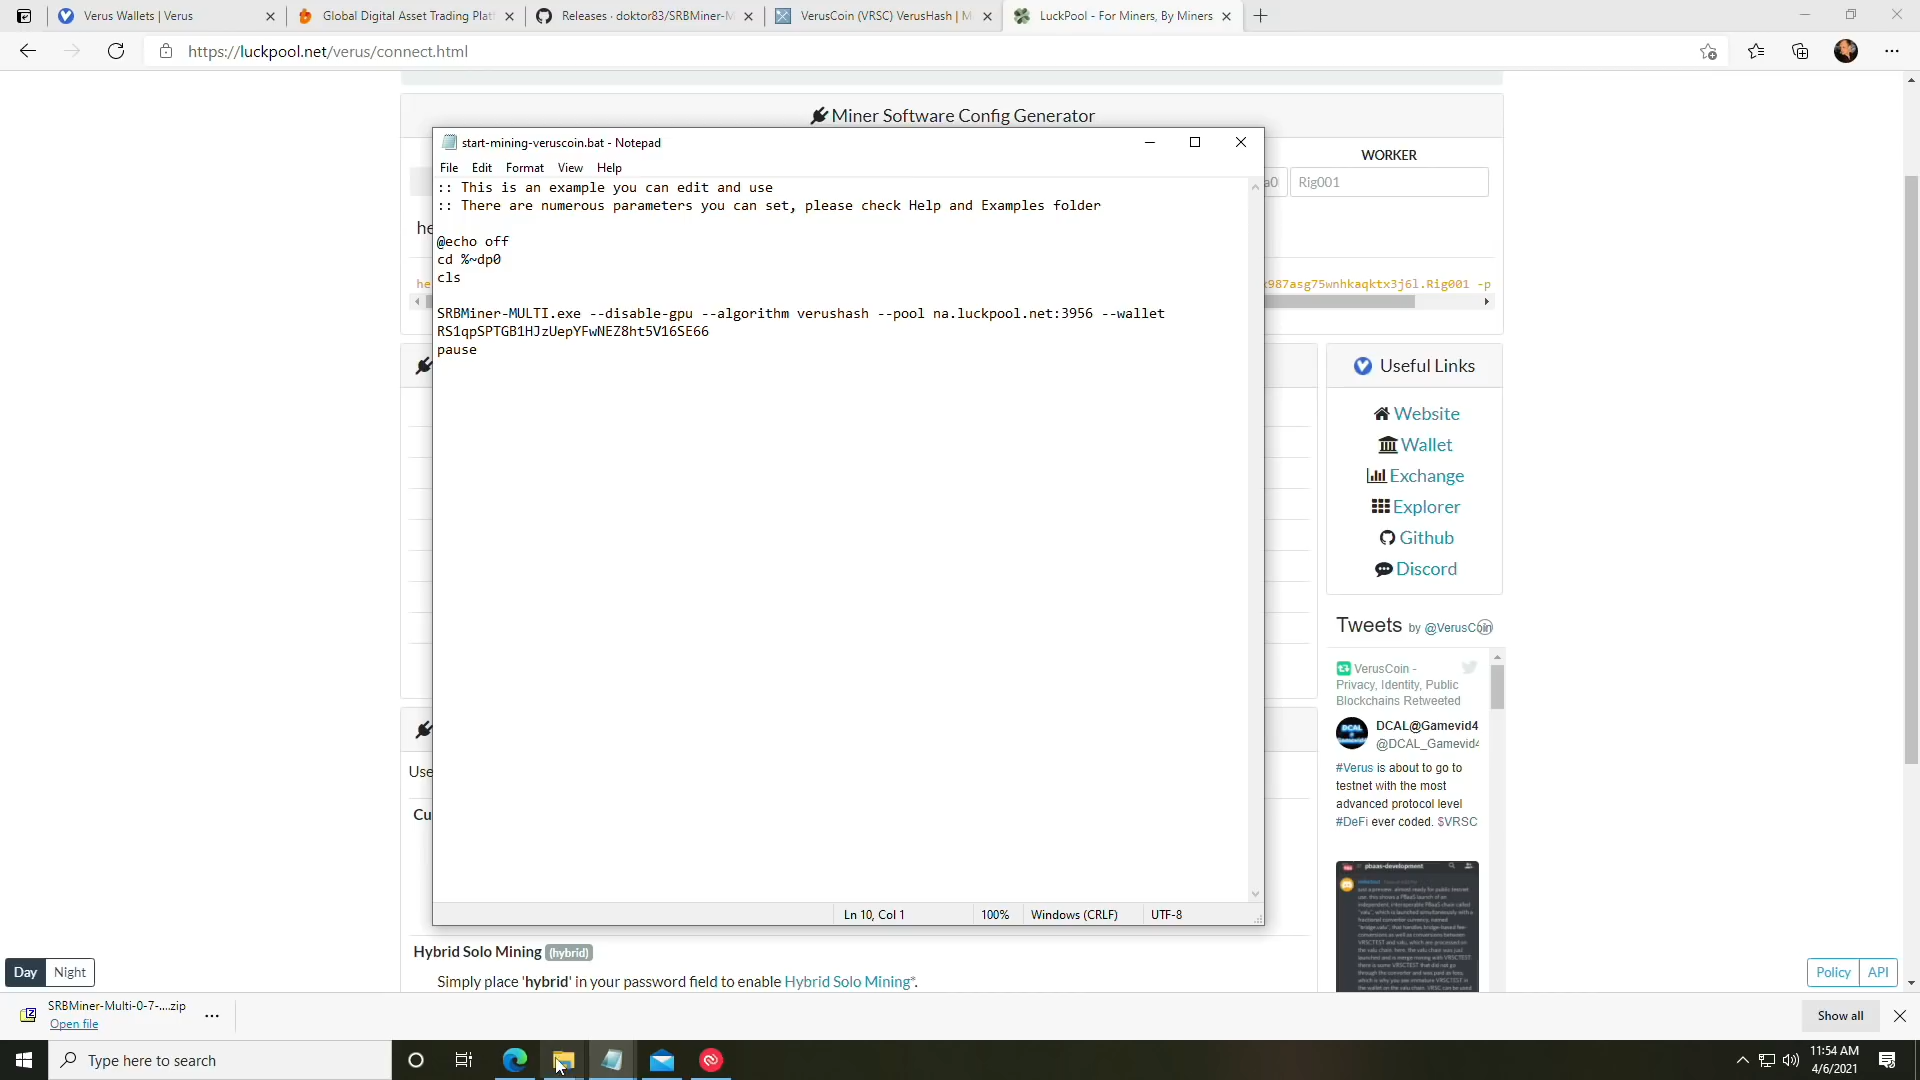 Verus Wallets | Verus
Global Digital Asset Trading Plat
Releases · doktor83/SRBMiner-M
VerusCoin (VRSC) VerusHash | M
LuckPool - For Miners, By Miners
https://luckpool.net/verus/connect.html
Miner Software Config Generator
start-mining-veruscoin.bat - Notepad
WORKER
File Edit Format View Help
a0
Rig001
:: This is an example you can edit and use
:: There are numerous parameters you can set, please check Help and Examples folder
he
@echo off
cd %~dp0
cls
he
987asg75wnhkaqktx3j6l.Rig001 -p
SRBMiner-MULTI.exe --disable-gpu --algorithm verushash --pool na.luckpool.net:3956 --wallet
RS1qpSPTGB1HJzUepYFwNEZ8ht5V16SE66
pause
Useful Links
Website
Wallet
Exchange
Explorer
Github
Discord
Tweets by @VerusCoin
VerusCoin -
Privacy, Identity, Public
Blockchains Retweeted
DCAL@Gamevid4
@DCAL_Gamevid4
#Verus is about to go to
testnet with the most
advanced protocol level
#DeFi ever coded. $VRSC
Use
Cu
pbaas-development
Ln 10, Col 1
100%
Windows (CRLF)
UTF-8
Hybrid Solo Mining (hybrid)
Simply place 'hybrid' in your password field to enable Hybrid Solo Mining*.
Day Night
Policy API
SRBMiner-Multi-0-7-....zip
Open file
Show all
Type here to search
11:54 AM
4/6/2021